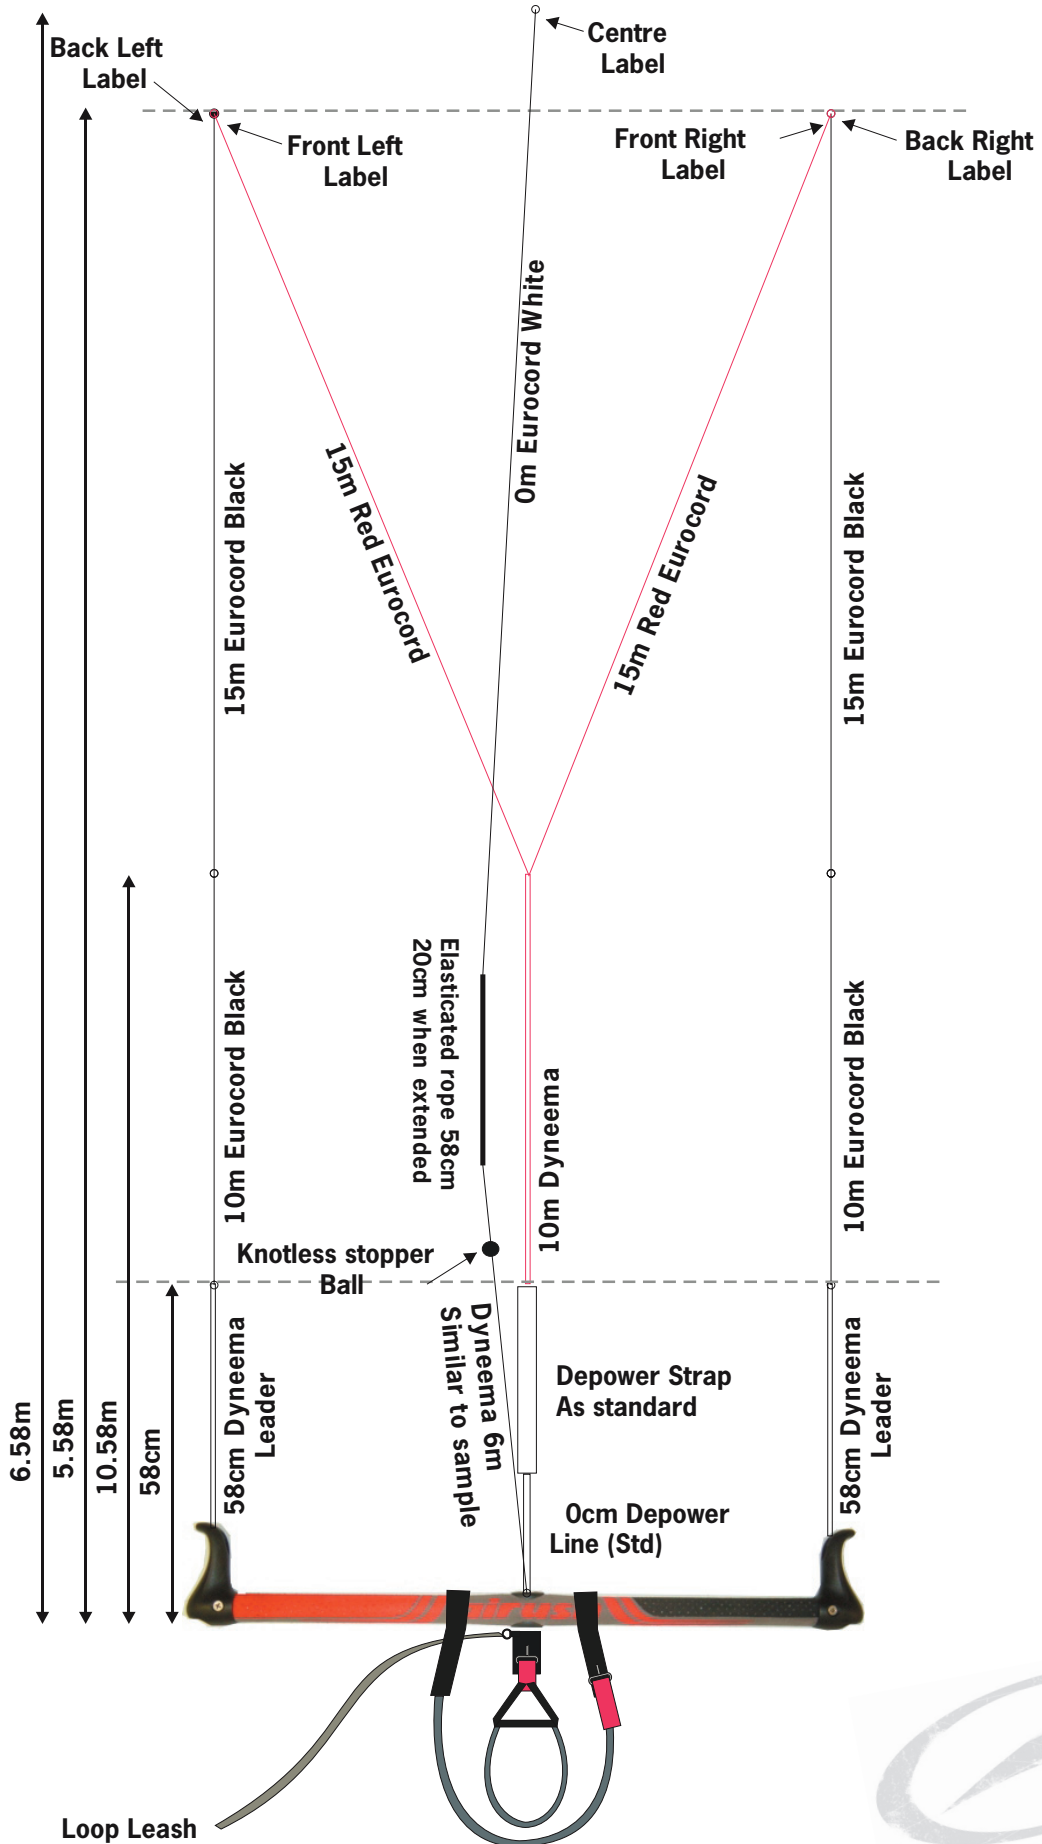 Centre
Label
Back Left
Label
Front Left
Label
Front Right
Label
Back Right
Label
0m Eurocord White
15m Red Eurocord
15m Red Eurocord
15m Eurocord Black
15m Eurocord Black
Elasticated rope 58cm
20cm when extended
10m Eurocord Black
10m Dyneema
10m Eurocord Black
Knotless stopper
Ball
Dyneema 6m
Similar to sample
Depower Strap
As standard
58cm Dyneema
Leader
58cm Dyneema
Leader
6.58m
5.58m
10.58m
58cm
0cm Depower
Line (Std)
airush
Loop Leash